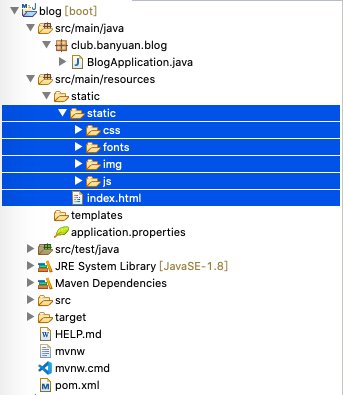 blog [boot]
src/main/java
club.banyuan.blog
BlogApplication.java
src/main/resources
static
static
css
fonts
img
js
index.html
templates
application.properties
src/test/java
JRE System Library [JavaSE-1.8]
Maven Dependencies
src
target
HELP.md
mvnw
mvnw.cmd
pom.xml